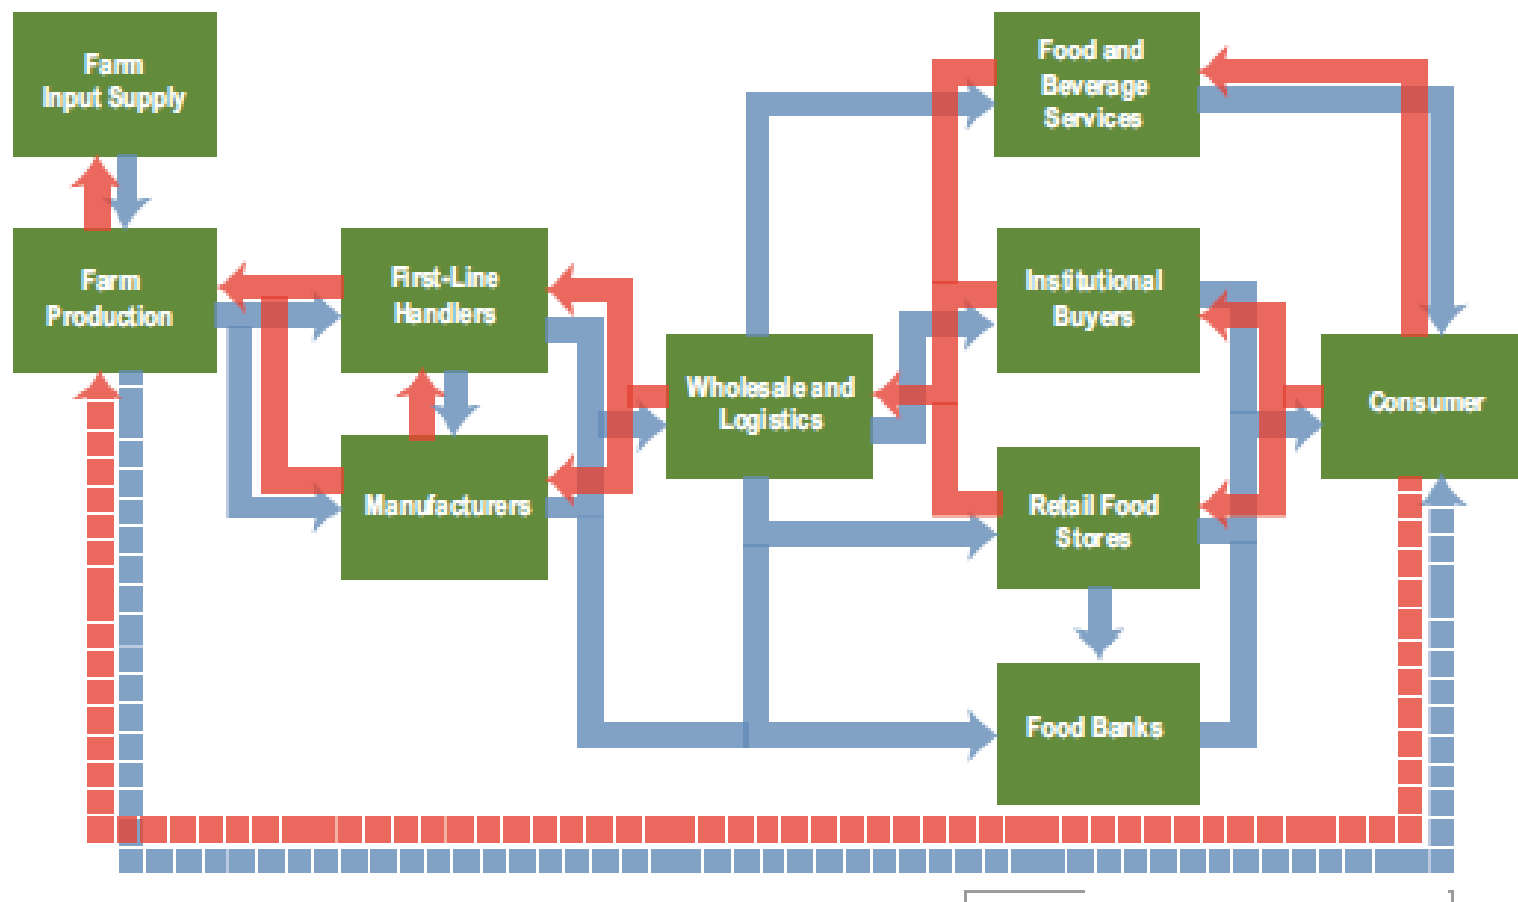 Farm
Input Supply
Food and
Beverage
Services
Farm
Production
First-Line
Handlers
Institutional
Buyers
Wholesale and
Logistics
Consumer
Manufacturers
Retail Food
Stores
Food Banks